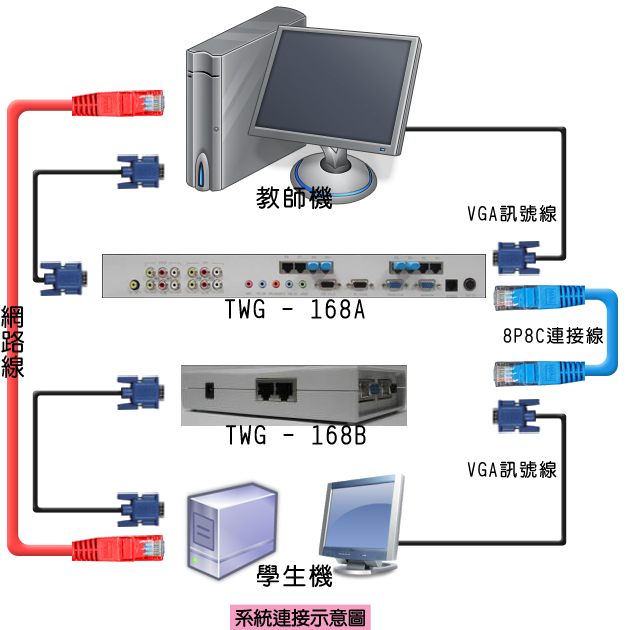 教師機
VGA訊號線
TWG - 168A
網路線
8P8C連接線
TWG - 168B
VGA訊號線
學生機
系統連接示意圖